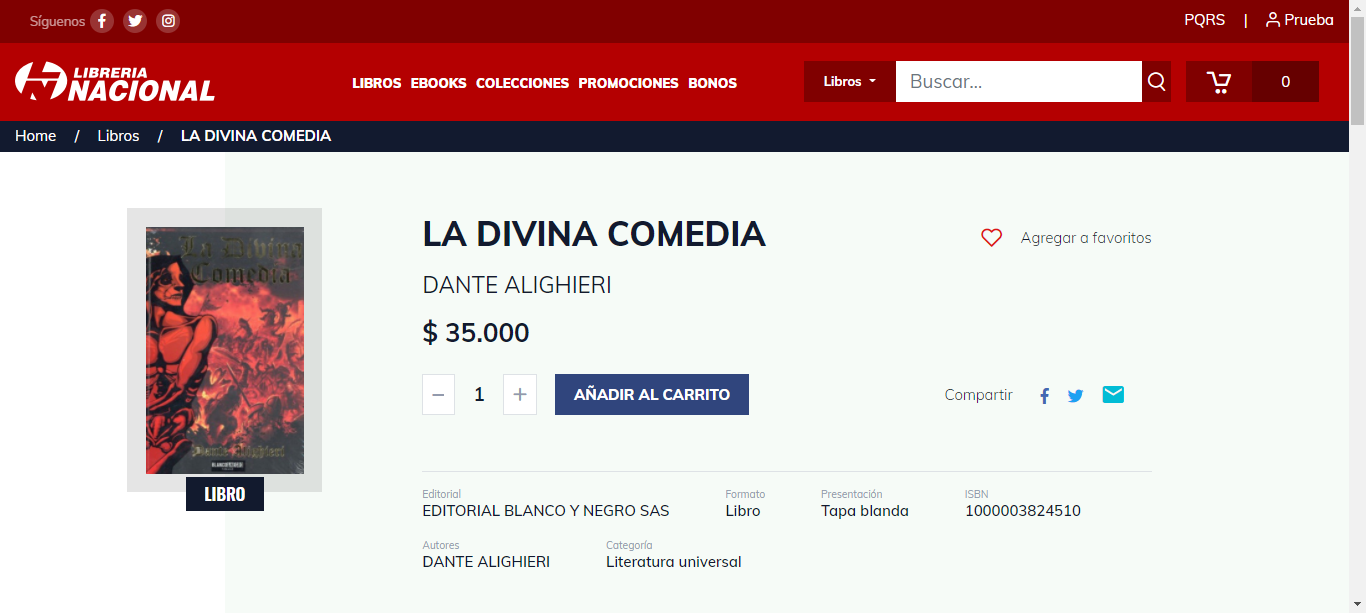 Síguenos
PQRS | Prueba
LIBRERIA
NACIONAL
LIBROS EBOOKS COLECCIONES PROMOCIONES BONOS
Libros Buscar... 0
Home / Libros / LA DIVINA COMEDIA
La Divina
Comedia
Dante Alighieri
LIBRO
LA DIVINA COMEDIA
Agregar a favoritos
DANTE ALIGHIERI
$ 35.000
− 1 + AÑADIR AL CARRITO
Compartir
Editorial Formato Presentación ISBN
EDITORIAL BLANCO Y NEGRO SAS Libro Tapa blanda 1000003824510
Autores Categoría
DANTE ALIGHIERI Literatura universal